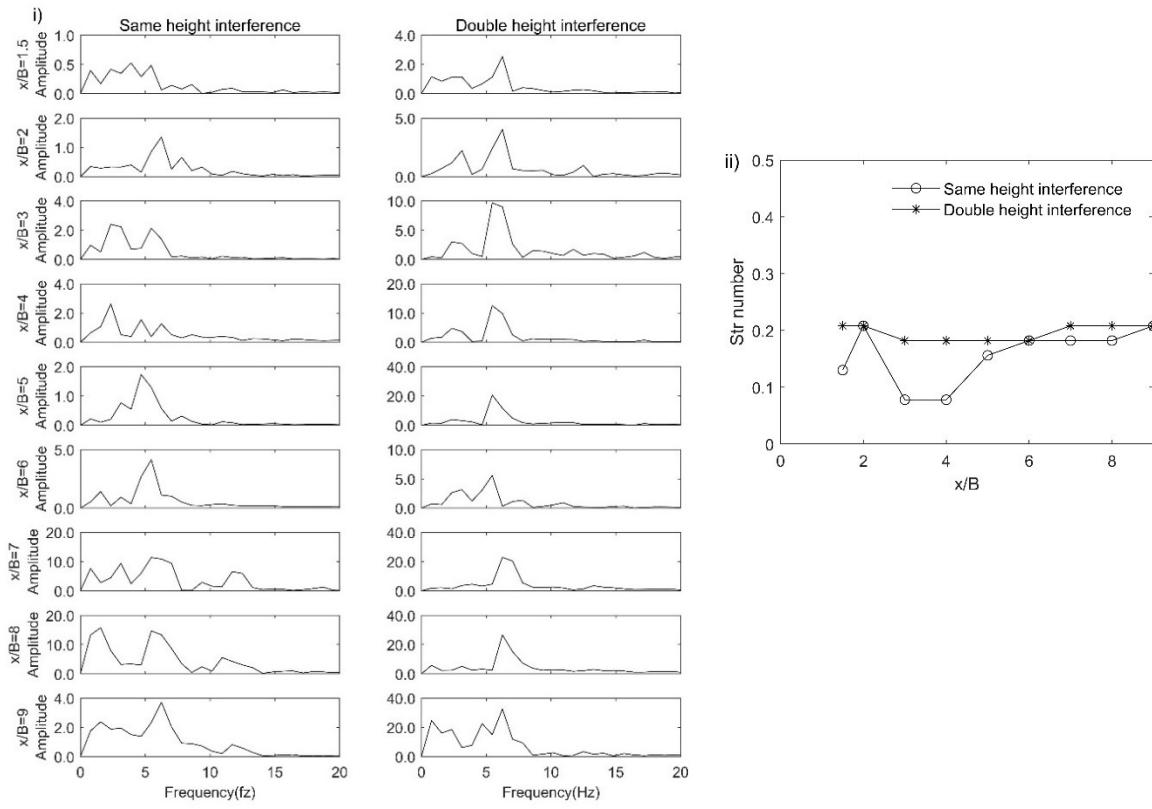 i)
Same height interference
Double height interference
x/B=1.5
Amplitude
1.0
0.5
0.0
4.0
2.0
0.0
x/B=2
Amplitude
2.0
1.0
0.0
5.0
0.0
x/B=3
Amplitude
4.0
2.0
0.0
10.0
5.0
0.0
x/B=4
Amplitude
4.0
2.0
0.0
20.0
10.0
0.0
x/B=5
Amplitude
2.0
1.0
0.0
40.0
20.0
0.0
x/B=6
Amplitude
5.0
0.0
10.0
5.0
0.0
x/B=7
Amplitude
20.0
10.0
0.0
40.0
20.0
0.0
x/B=8
Amplitude
20.0
10.0
0.0
40.0
20.0
0.0
x/B=9
Amplitude
4.0
2.0
0.0
40.0
20.0
0.0
0 5 10 15 20
0 5 10 15 20
Frequency(fz)
Frequency(Hz)
ii)
0.5
0.4
0.3
0.2
0.1
0
Str number
Same height interference
Double height interference
0 2 4 6 8
x/B